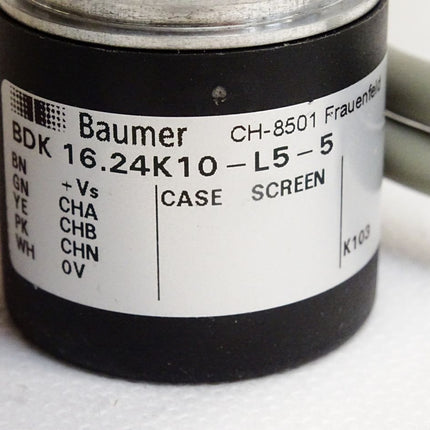 Baumer CH-8501 Frauenfeld
BDK 16.24K10-L5-5
BN +Vs CASE SCREEN
GN CHA
YE CHB
PK CHN
WH 0V
K103